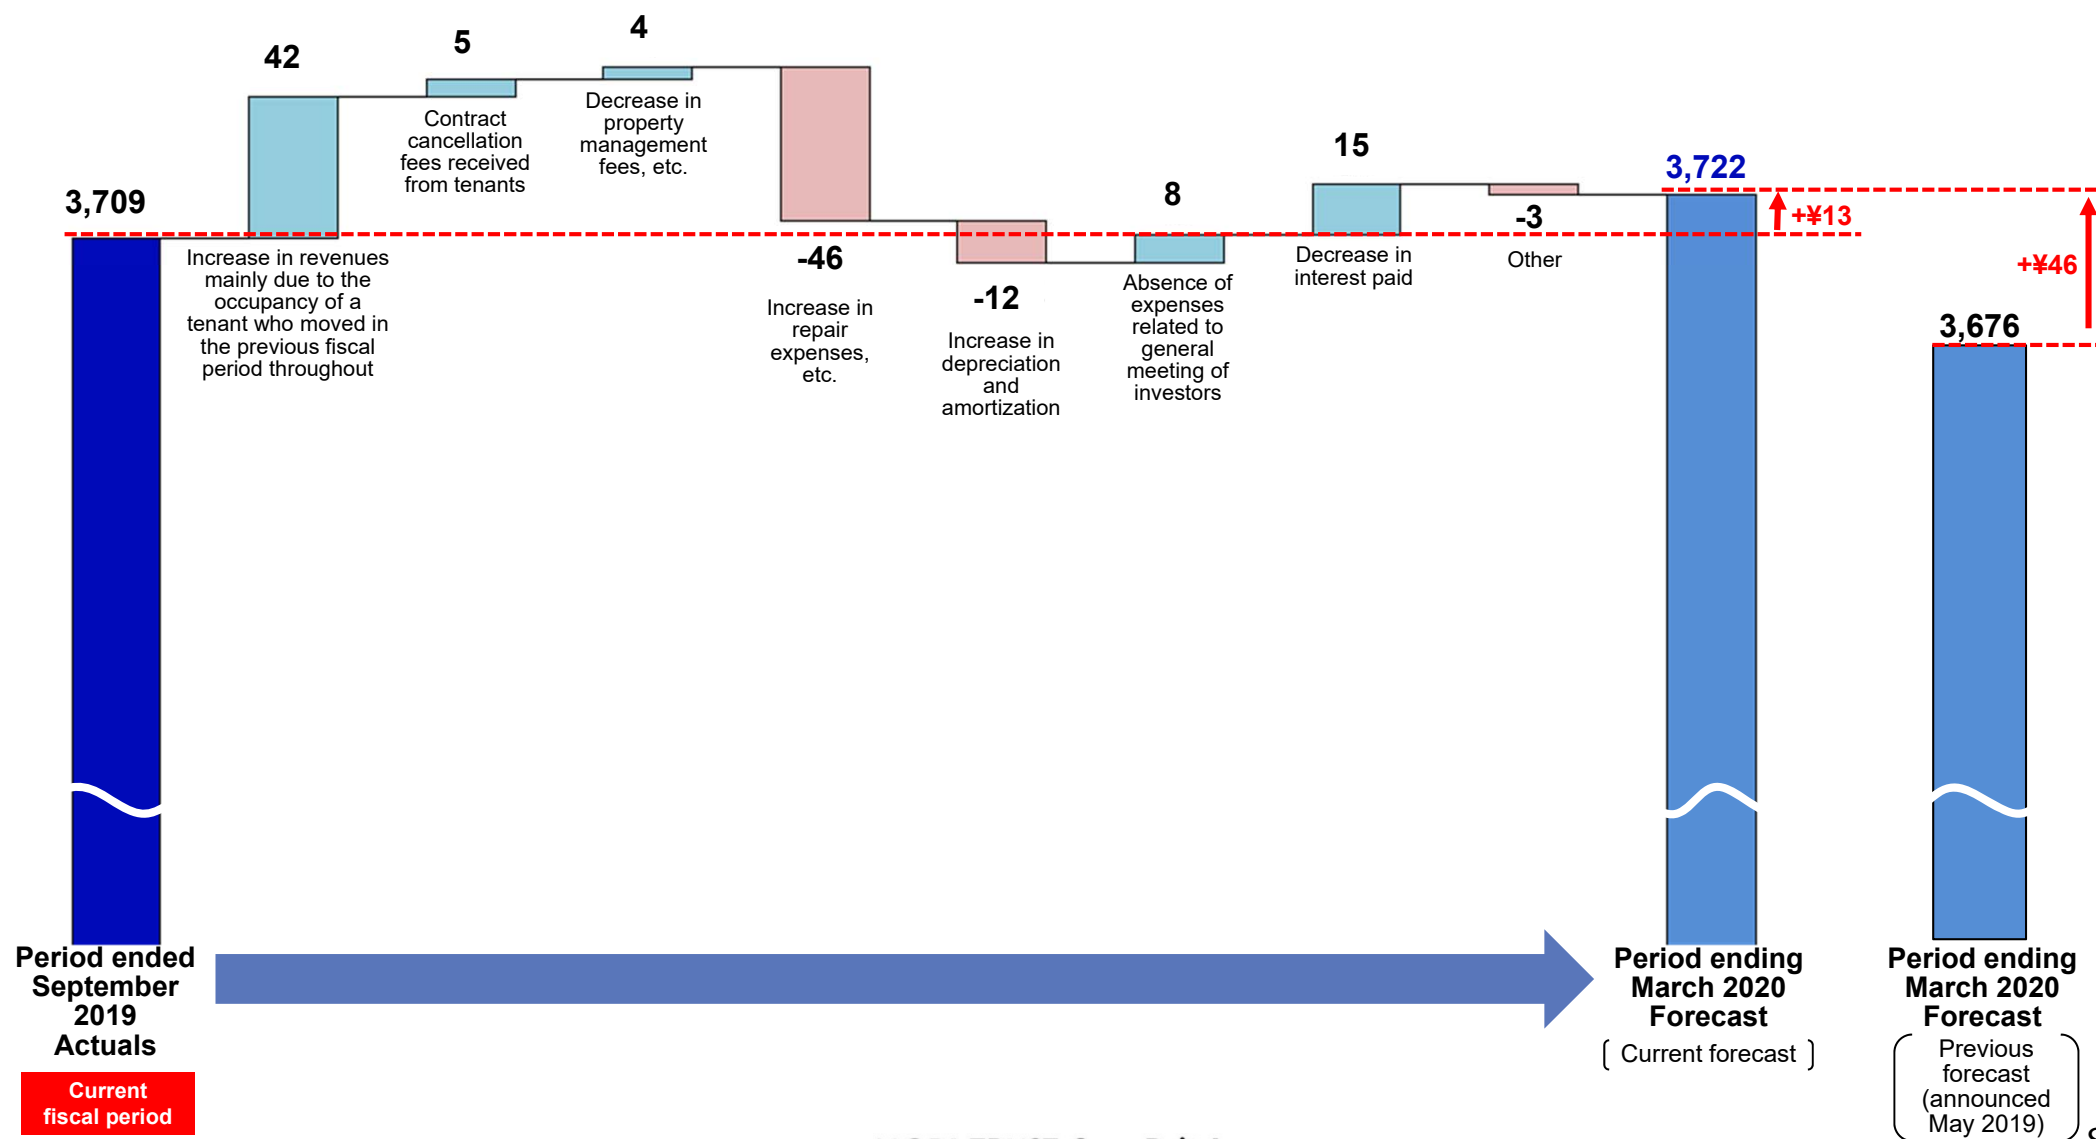 3,709
42
Increase in revenues
mainly due to the
occupancy of a
tenant who moved in
the previous fiscal
period throughout
5
Contract
cancellation
fees received
from tenants
4
Decrease in
property
management
fees, etc.
-46
Increase in
repair
expenses,
etc.
-12
Increase in
depreciation
and
amortization
8
Absence of
expenses
related to
general
meeting of
investors
15
Decrease in
interest paid
-3
Other
3,722
+¥13
+¥46
3,676
Period ended
September
2019
Actuals
Current
fiscal period
Period ending
March 2020
Forecast
[ Current forecast ]
Period ending
March 2020
Forecast
Previous
forecast
(announced
May 2019)